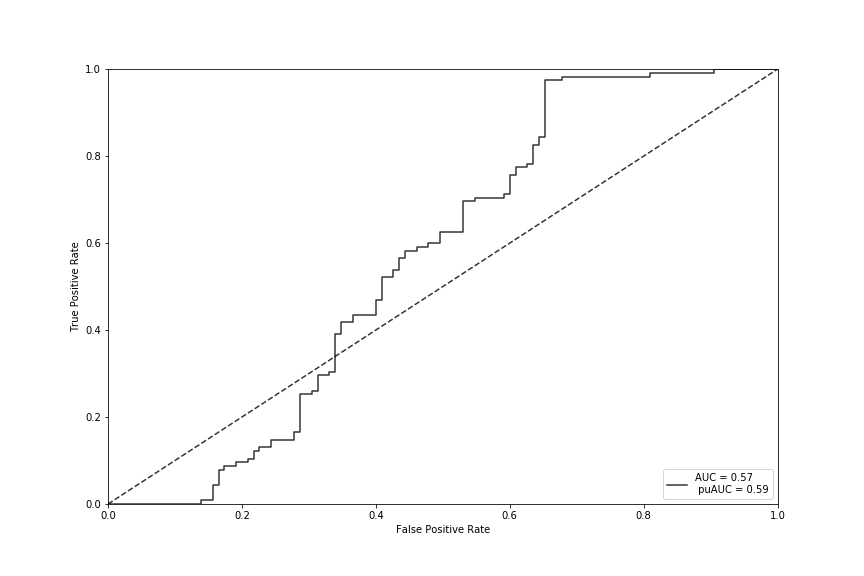 1.0
0.8
0.6
0.4
0.2
0.0
True Positive Rate
0.0 0.2 0.4 0.6 0.8 1.0
False Positive Rate
AUC = 0.57
puAUC = 0.59